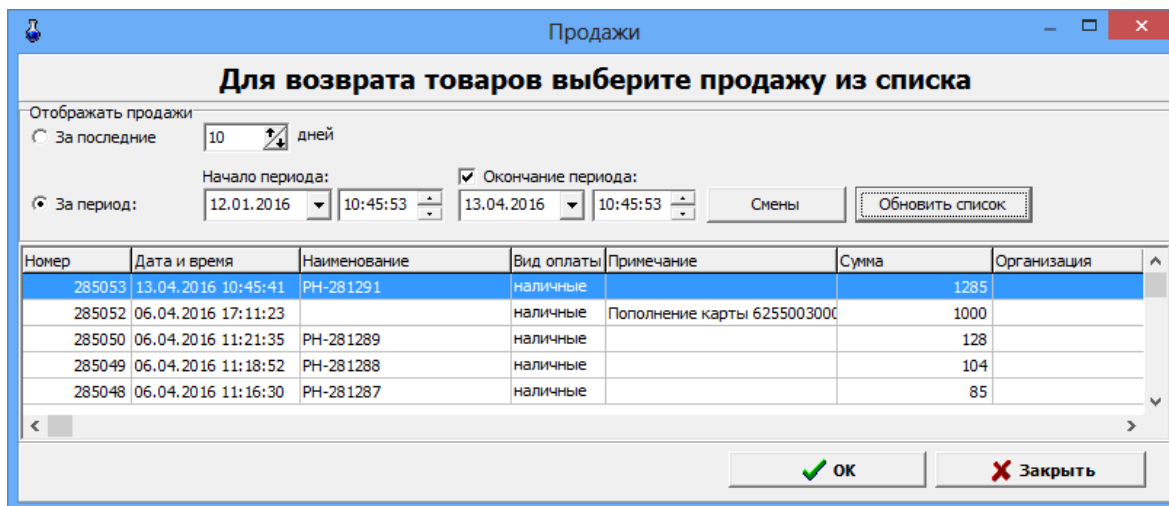 Продажи
Для возврата товаров выберите продажу из списка
Отображать продажи
За последние 10 дней
Начало периода: Окончание периода:
За период: 12.01.2016 10:45:53 13.04.2016 10:45:53 Смены Обновить список
Номер Дата и время Наименование Вид оплаты Примечание Сумма Организация
285053 13.04.2016 10:45:41 РН-281291 наличные 1285
285052 06.04.2016 17:11:23 наличные Пополнение карты 6255003000 1000
285050 06.04.2016 11:21:35 РН-281289 наличные 128
285049 06.04.2016 11:18:52 РН-281288 наличные 104
285048 06.04.2016 11:16:30 РН-281287 наличные 85
ОК Закрыть